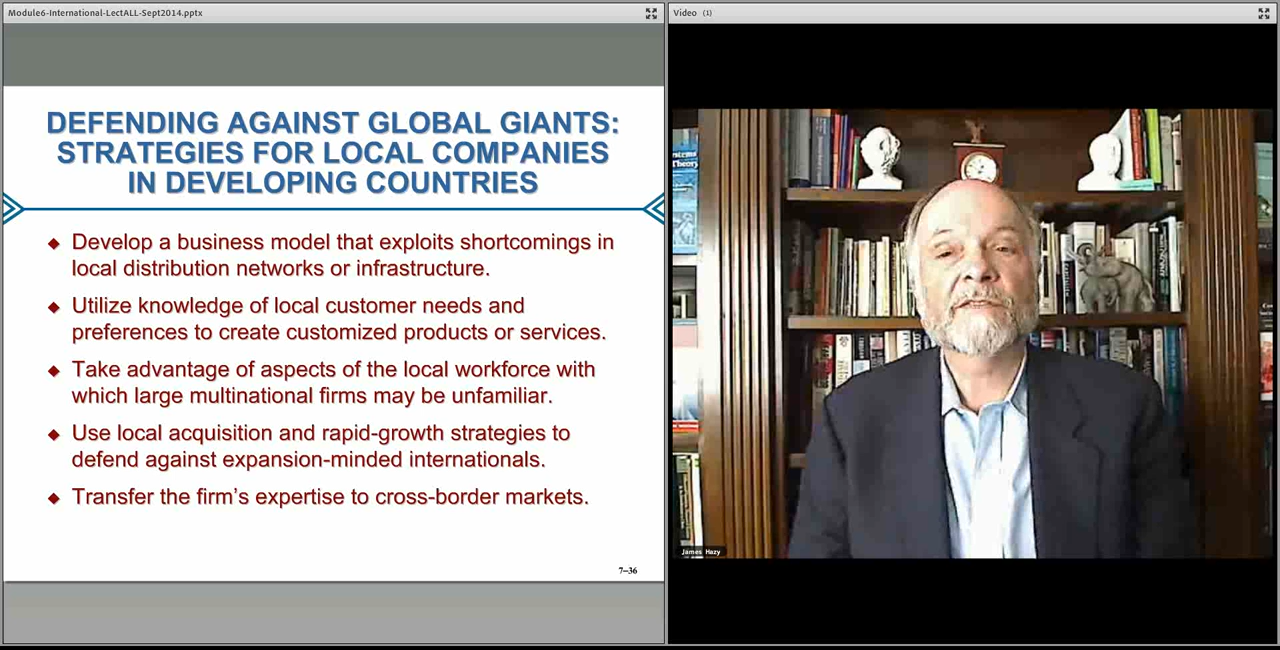 Module6-International-LectALL-Sept2014.pptx
Video (1)
DEFENDING AGAINST GLOBAL GIANTS:
STRATEGIES FOR LOCAL COMPANIES
IN DEVELOPING COUNTRIES
◆ Develop a business model that exploits shortcomings in
local distribution networks or infrastructure.
◆ Utilize knowledge of local customer needs and
preferences to create customized products or services.
◆ Take advantage of aspects of the local workforce with
which large multinational firms may be unfamiliar.
◆ Use local acquisition and rapid-growth strategies to
defend against expansion-minded internationals.
◆ Transfer the firm’s expertise to cross-border markets.
7–36
Theory
James Hazy